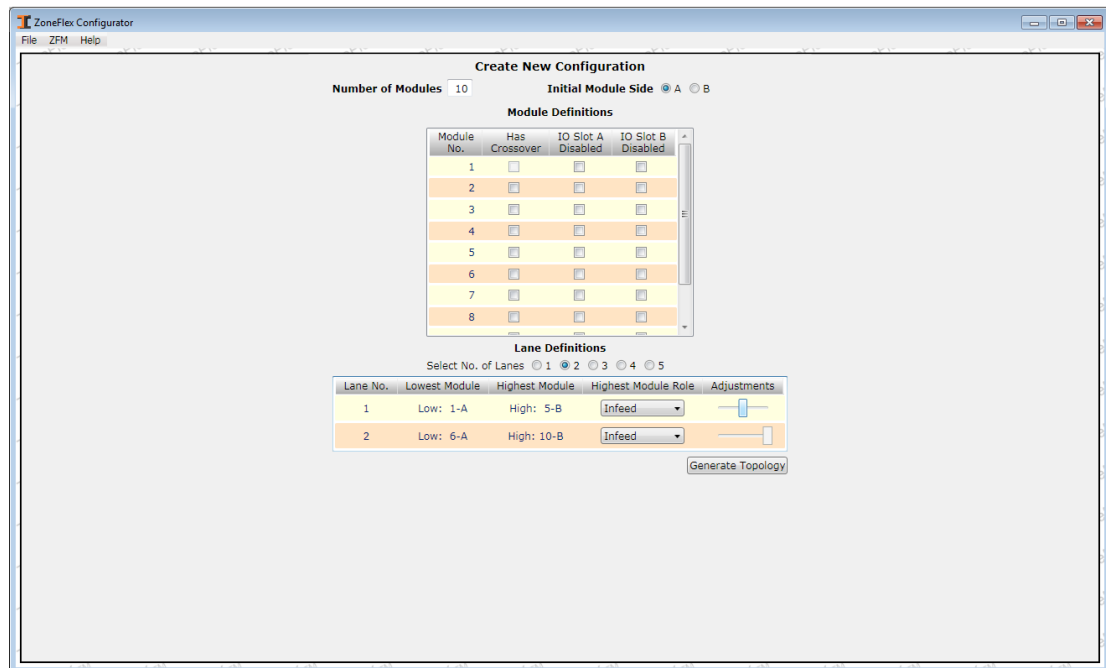 ZoneFlex Configurator
File ZFM Help
Create New Configuration
Number of Modules 10 Initial Module Side A B
Module Definitions
Module No. Has Crossover IO Slot A Disabled IO Slot B Disabled
1
2
3
4
5
6
7
8
Lane Definitions
Select No. of Lanes 1 2 3 4 5
Lane No. Lowest Module Highest Module Highest Module Role Adjustments
1 Low: 1-A High: 5-B Infeed
2 Low: 6-A High: 10-B Infeed
Generate Topology